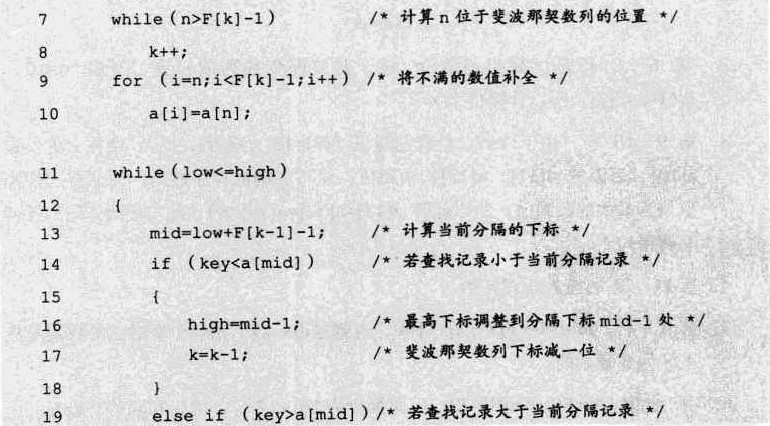 7 while(n>F[k]-1) /* 计算n位于斐波那契数列的位置 */
8 k++;
9 for (i=n;i<F[k]-1;i++) /* 将不满的数值补全 */
10 a[i]=a[n];
11 while(low<=high)
12 {
13 mid=low+F[k-1]-1; /* 计算当前分隔的下标 */
14 if (key<a[mid]) /* 若查找记录小于当前分隔记录 */
15 {
16 high=mid-1; /* 最高下标调整到分隔下标mid-1处 */
17 k=k-1; /* 斐波那契数列下标减一位 */
18 }
19 else if (key>a[mid])/* 若查找记录大于当前分隔记录 */